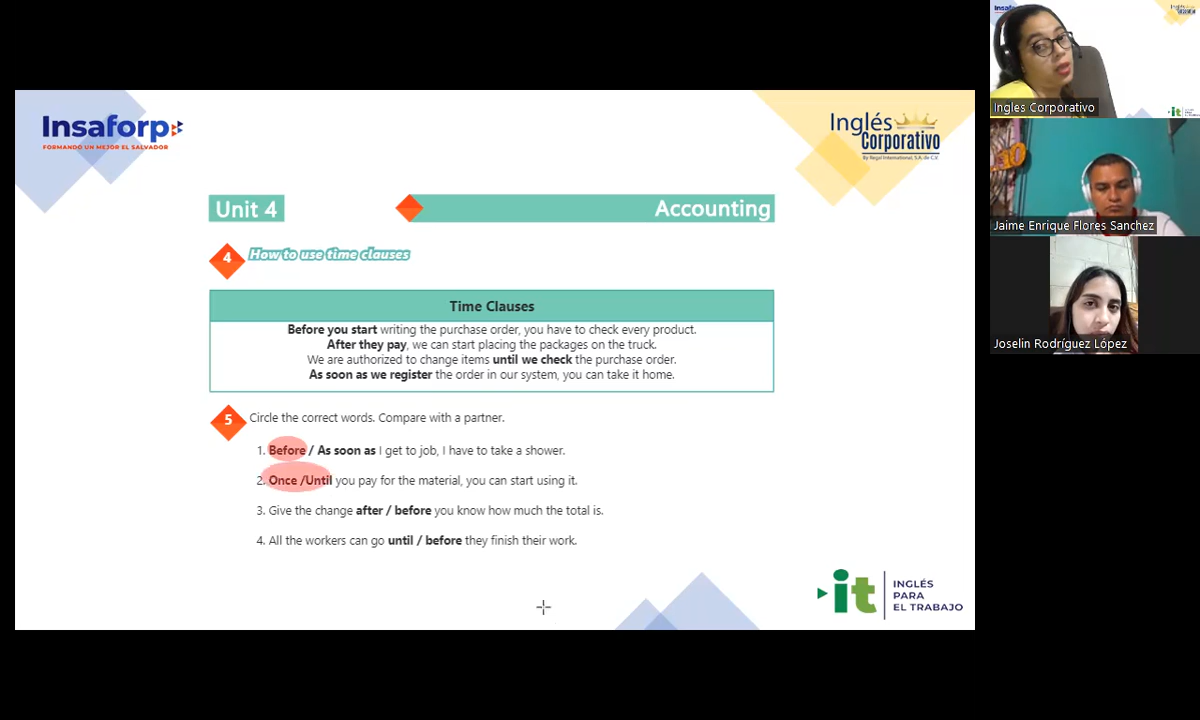 Insaforp
FORMANDO UN MEJOR EL SALVADOR
Inglés
Corporativo
By Regal International, S.A. de C.V.
Unit 4
Accounting
4
How to use time clauses
Time Clauses
Before you start writing the purchase order, you have to check every product.
After they pay, we can start placing the packages on the truck.
We are authorized to change items until we check the purchase order.
As soon as we register the order in our system, you can take it home.
5
Circle the correct words. Compare with a partner.
1. Before / As soon as I get to job, I have to take a shower.
2. Once /Until you pay for the material, you can start using it.
3. Give the change after / before you know how much the total is.
4. All the workers can go until / before they finish their work.
it
INGLÉS
PARA
EL TRABAJO
Ingles Corporativo
Jaime Enrique Flores Sanchez
Joselin Rodríguez López